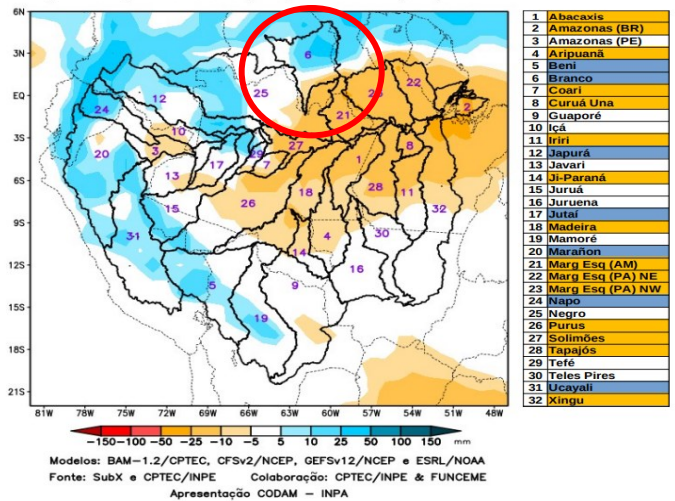 6N
3N
EQ
3S
6S
9S
12S
15S
18S
21S
81W 78W 75W 72W 69W 66W 63W 60W 57W 54W 51W 48W
6
22
12
25
24
21
2
10
20
3
29
27
8
17
7
1
13
18
28
11
26
15
32
31
4
30
14
16
5
9
19
-150 -100 -50 -25 -10 -5 5 10 25 50 100 150 mm
Modelos: BAM-1.2/CPTEC, CFSv2/NCEP, GEFSv12/NCEP e ESRL/NOAA
Fonte: SubX e CPTEC/INPE Colaboração: CPTEC/INPE & FUNCEME
Apresentação CODAM - INPA
1 Abacaxis
2 Amazonas (BR)
3 Amazonas (PE)
4 Aripuanã
5 Beni
6 Branco
7 Coari
8 Curuá Una
9 Guaporé
10 Içá
11 Iriri
12 Japurá
13 Javari
14 Ji-Paraná
15 Juruá
16 Juruena
17 Jutaí
18 Madeira
19 Mamoré
20 Marañon
21 Marg Esq (AM)
22 Marg Esq (PA) NE
23 Marg Esq (PA) NW
24 Napo
25 Negro
26 Purus
27 Solimões
28 Tapajós
29 Tefé
30 Teles Pires
31 Ucayali
32 Xingu